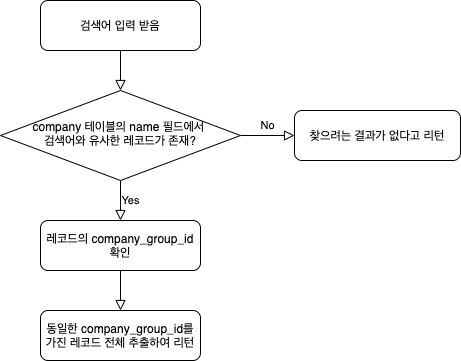 검색어 입력 받음
company 테이블의 name 필드에서
검색어와 유사한 레코드가 존재?
No
찾으려는 결과가 없다고 리턴
Yes
레코드의 company_group_id
확인
동일한 company_group_id를
가진 레코드 전체 추출하여 리턴